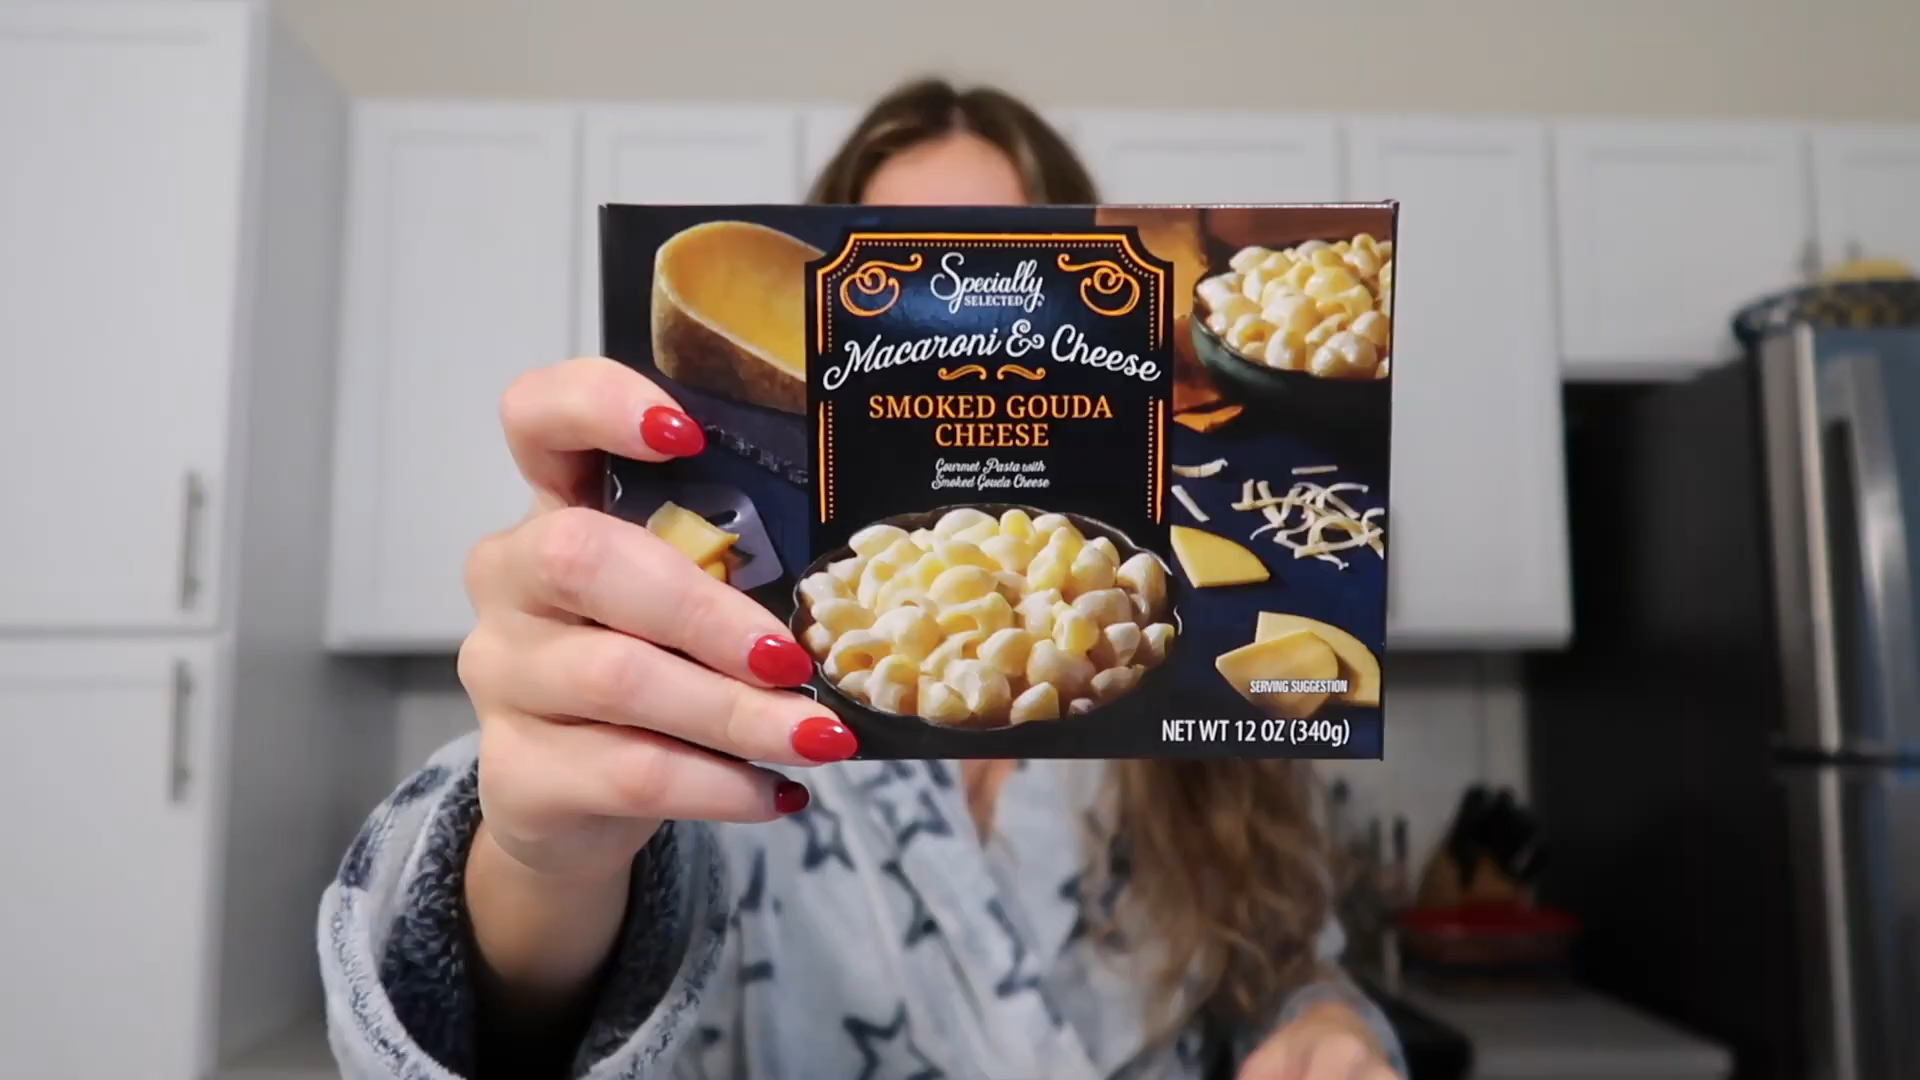 Specially
SELECTED®
Macaroni & Cheese
SMOKED GOUDA
CHEESE
Gourmet Pasta with
Smoked Gouda Cheese
SERVING SUGGESTION
NET WT 12 OZ (340g)